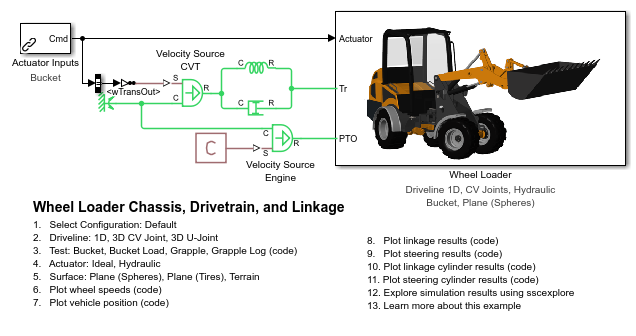 Cmd
Actuator Inputs
Bucket
<wTransOut>
Velocity Source
CVT
S
C
R
C
R
C
R
Actuator
Tr
PTO
C
C
S
R
Velocity Source
Engine
Wheel Loader
Driveline 1D, CV Joints, Hydraulic
Bucket, Plane (Spheres)
Wheel Loader Chassis, Drivetrain, and Linkage
1. Select Configuration: Default
2. Driveline: 1D, 3D CV Joint, 3D U-Joint
3. Test: Bucket, Bucket Load, Grapple, Grapple Log (code)
4. Actuator: Ideal, Hydraulic
5. Surface: Plane (Spheres), Plane (Tires), Terrain
6. Plot wheel speeds (code)
7. Plot vehicle position (code)
8. Plot linkage results (code)
9. Plot steering results (code)
10. Plot linkage cylinder results (code)
11. Plot steering cylinder results (code)
12. Explore simulation results using sscexplore
13. Learn more about this example